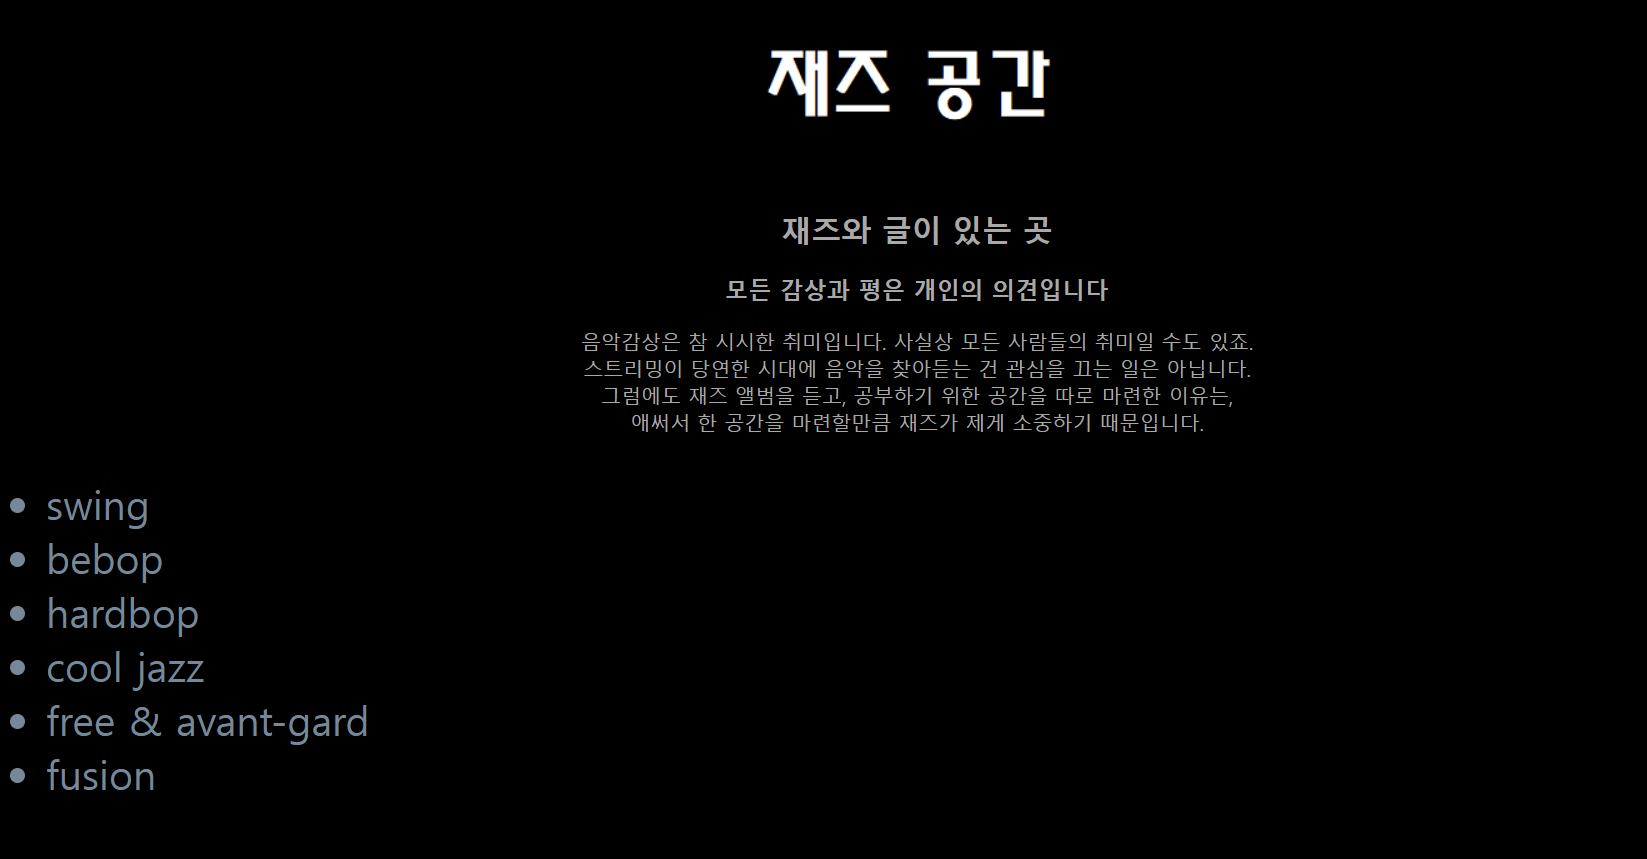 재즈 공간
재즈와 글이 있는 곳
모든 감상과 평은 개인의 의견입니다
음악감상은 참 시시한 취미입니다. 사실상 모든 사람들의 취미일 수도 있죠.
스트리밍이 당연한 시대에 음악을 찾아듣는 건 관심을 끄는 일은 아닙니다.
그럼에도 재즈 앨범을 듣고, 공부하기 위한 공간을 따로 마련한 이유는,
애써서 한 공간을 마련할만큼 재즈가 제게 소중하기 때문입니다.
swing
bebop
hardbop
cool jazz
free & avant-gard
fusion